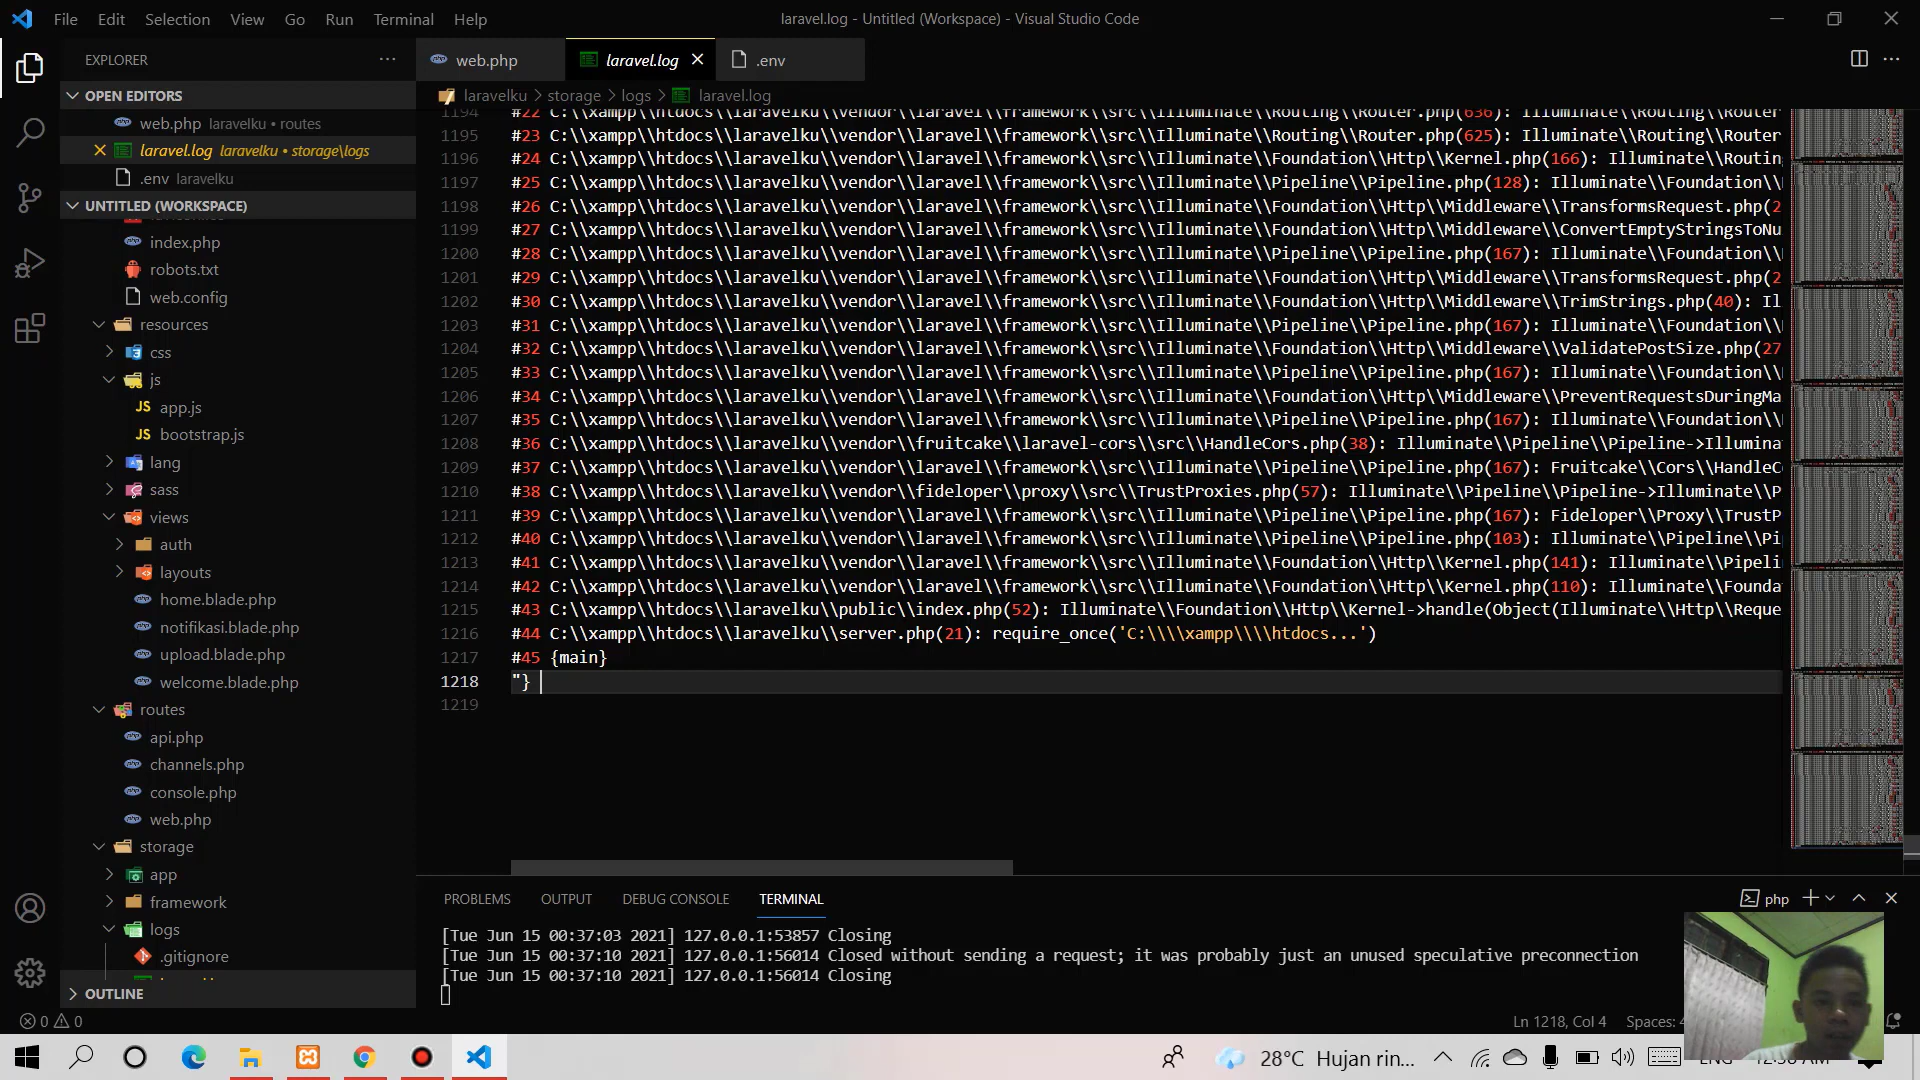 File Edit Selection View Go Run Terminal Help
laravel.log - Untitled (Workspace) - Visual Studio Code
EXPLORER
web.php
laravel.log
.env
OPEN EDITORS
web.php laravelku • routes
laravel.log laravelku • storage\logs
.env laravelku
UNTITLED (WORKSPACE)
index.php
robots.txt
web.config
resources
css
js
JS app.js
JS bootstrap.js
lang
sass
views
auth
layouts
home.blade.php
notifikasi.blade.php
upload.blade.php
welcome.blade.php
routes
api.php
channels.php
console.php
web.php
storage
app
framework
logs
.gitignore
OUTLINE
laravelku > storage > logs > laravel.log
1194 #22 C:\\xampp\\htdocs\\laravelku\\vendor\\laravel\\framework\\src\\Illuminate\\Routing\\Router.php(636): Illuminate\\Routing\\Router
1195 #23 C:\\xampp\\htdocs\\laravelku\\vendor\\laravel\\framework\\src\\Illuminate\\Routing\\Router.php(625): Illuminate\\Routing\\Router
1196 #24 C:\\xampp\\htdocs\\laravelku\\vendor\\laravel\\framework\\src\\Illuminate\\Foundation\\Http\\Kernel.php(166): Illuminate\\Routin
1197 #25 C:\\xampp\\htdocs\\laravelku\\vendor\\laravel\\framework\\src\\Illuminate\\Pipeline\\Pipeline.php(128): Illuminate\\Foundation\\
1198 #26 C:\\xampp\\htdocs\\laravelku\\vendor\\laravel\\framework\\src\\Illuminate\\Foundation\\Http\\Middleware\\TransformsRequest.php(2
1199 #27 C:\\xampp\\htdocs\\laravelku\\vendor\\laravel\\framework\\src\\Illuminate\\Foundation\\Http\\Middleware\\ConvertEmptyStringsToNu
1200 #28 C:\\xampp\\htdocs\\laravelku\\vendor\\laravel\\framework\\src\\Illuminate\\Pipeline\\Pipeline.php(167): Illuminate\\Foundation\\
1201 #29 C:\\xampp\\htdocs\\laravelku\\vendor\\laravel\\framework\\src\\Illuminate\\Foundation\\Http\\Middleware\\TransformsRequest.php(2
1202 #30 C:\\xampp\\htdocs\\laravelku\\vendor\\laravel\\framework\\src\\Illuminate\\Foundation\\Http\\Middleware\\TrimStrings.php(40): Il
1203 #31 C:\\xampp\\htdocs\\laravelku\\vendor\\laravel\\framework\\src\\Illuminate\\Pipeline\\Pipeline.php(167): Illuminate\\Foundation\\
1204 #32 C:\\xampp\\htdocs\\laravelku\\vendor\\laravel\\framework\\src\\Illuminate\\Foundation\\Http\\Middleware\\ValidatePostSize.php(27
1205 #33 C:\\xampp\\htdocs\\laravelku\\vendor\\laravel\\framework\\src\\Illuminate\\Pipeline\\Pipeline.php(167): Illuminate\\Foundation\\
1206 #34 C:\\xampp\\htdocs\\laravelku\\vendor\\laravel\\framework\\src\\Illuminate\\Foundation\\Http\\Middleware\\PreventRequestsDuringMa
1207 #35 C:\\xampp\\htdocs\\laravelku\\vendor\\laravel\\framework\\src\\Illuminate\\Pipeline\\Pipeline.php(167): Illuminate\\Foundation\\
1208 #36 C:\\xampp\\htdocs\\laravelku\\vendor\\fruitcake\\laravel-cors\\src\\HandleCors.php(38): Illuminate\\Pipeline\\Pipeline->Illumina
1209 #37 C:\\xampp\\htdocs\\laravelku\\vendor\\laravel\\framework\\src\\Illuminate\\Pipeline\\Pipeline.php(167): Fruitcake\\Cors\\HandleC
1210 #38 C:\\xampp\\htdocs\\laravelku\\vendor\\fideloper\\proxy\\src\\TrustProxies.php(57): Illuminate\\Pipeline\\Pipeline->Illuminate\\P
1211 #39 C:\\xampp\\htdocs\\laravelku\\vendor\\laravel\\framework\\src\\Illuminate\\Pipeline\\Pipeline.php(167): Fideloper\\Proxy\\TrustP
1212 #40 C:\\xampp\\htdocs\\laravelku\\vendor\\laravel\\framework\\src\\Illuminate\\Pipeline\\Pipeline.php(103): Illuminate\\Pipeline\\Pi
1213 #41 C:\\xampp\\htdocs\\laravelku\\vendor\\laravel\\framework\\src\\Illuminate\\Foundation\\Http\\Kernel.php(141): Illuminate\\Pipeli
1214 #42 C:\\xampp\\htdocs\\laravelku\\vendor\\laravel\\framework\\src\\Illuminate\\Foundation\\Http\\Kernel.php(110): Illuminate\\Founda
1215 #43 C:\\xampp\\htdocs\\laravelku\\public\\index.php(52): Illuminate\\Foundation\\Http\\Kernel->handle(Object(Illuminate\\Http\\Reque
1216 #44 C:\\xampp\\htdocs\\laravelku\\server.php(21): require_once('C:\\\\xampp\\\\htdocs...')
1217 #45 {main}
1218 "}
1219
PROBLEMS OUTPUT DEBUG CONSOLE TERMINAL
php
[Tue Jun 15 00:37:03 2021] 127.0.0.1:53857 Closing
[Tue Jun 15 00:37:10 2021] 127.0.0.1:56014 Closed without sending a request; it was probably just an unused speculative preconnection
[Tue Jun 15 00:37:10 2021] 127.0.0.1:56014 Closing
0 0
Ln 1218, Col 4 Spaces: 4
28°C Hujan rin...